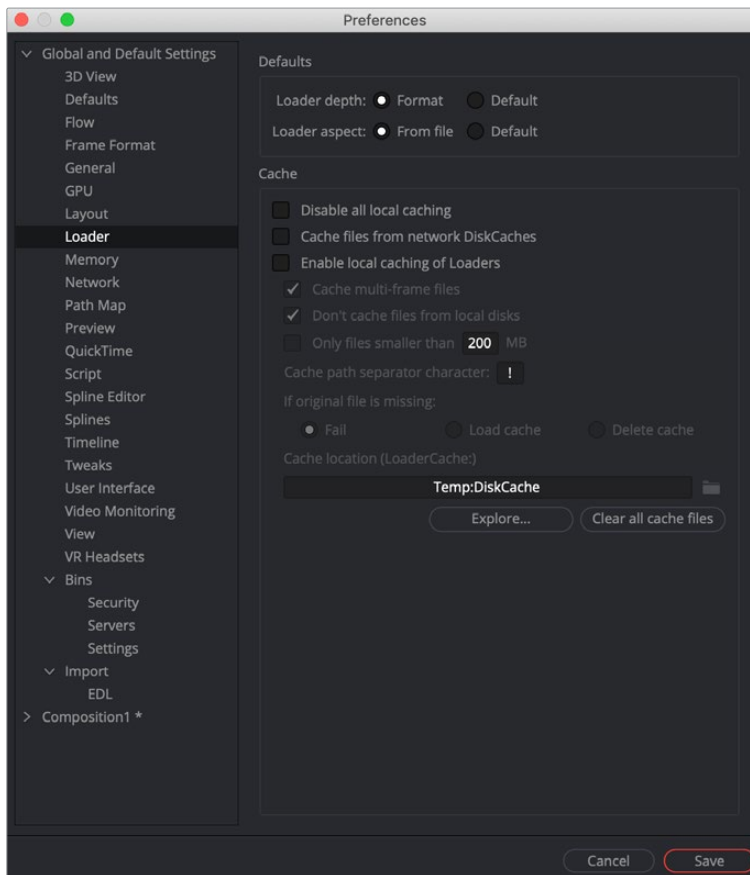 Preferences
Global and Default Settings
3D View
Defaults
Flow
Frame Format
General
GPU
Layout
Loader
Memory
Network
Path Map
Preview
QuickTime
Script
Spline Editor
Splines
Timeline
Tweaks
User Interface
Video Monitoring
View
VR Headsets
Bins
Security
Servers
Settings
Import
EDL
Composition1 *
Defaults
Loader depth: Format Default
Loader aspect: From file Default
Cache
Disable all local caching
Cache files from network DiskCaches
Enable local caching of Loaders
Cache multi-frame files
Don't cache files from local disks
Only files smaller than 200 MB
Cache path separator character: !
If original file is missing:
Fail Load cache Delete cache
Cache location (LoaderCache:)
Temp:DiskCache
Explore... Clear all cache files
Cancel Save